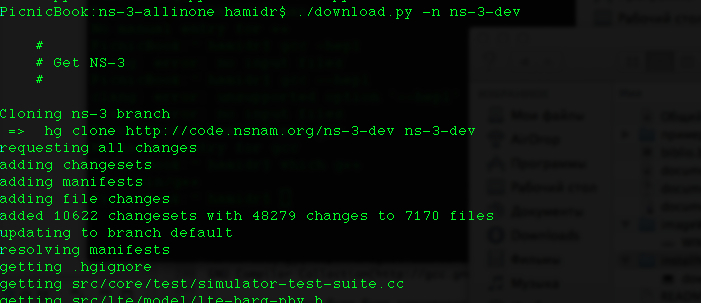 PicnicBook:ns-3-allinone hamidr$ ./download.py -n ns-3-dev
#
# Get NS-3
#
Cloning ns-3 branch
=> hg clone http://code.nsnam.org/ns-3-dev ns-3-dev
requesting all changes
adding changesets
adding manifests
adding file changes
added 10622 changesets with 48279 changes to 7170 files
updating to branch default
resolving manifests
getting .hgignore
getting src/core/test/simulator-test-suite.cc
getting src/lte/model/lte-barq-phy.h